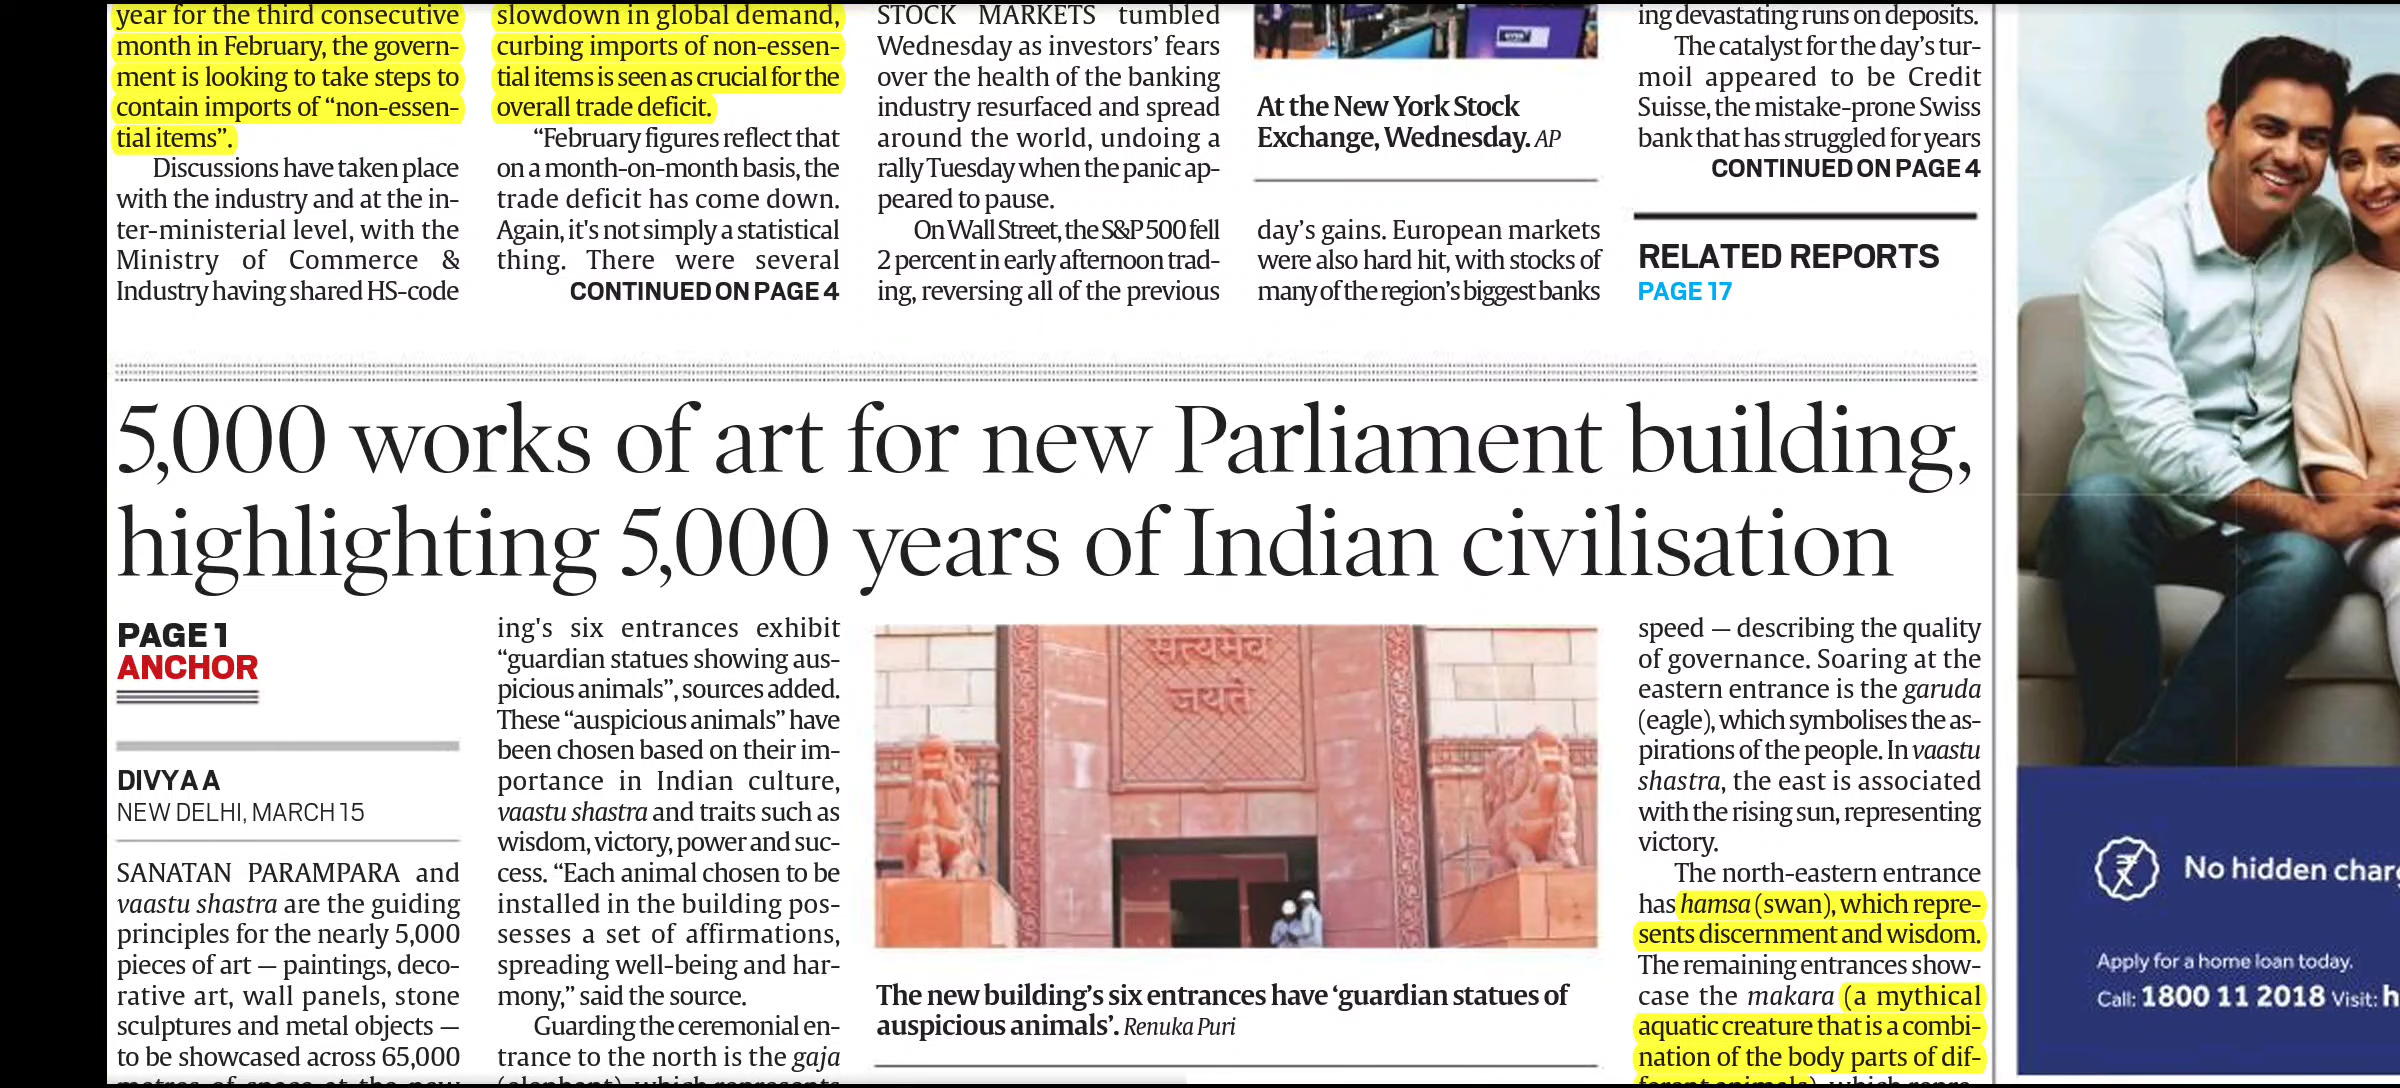 year for the third consecutive
month in February, the govern-
ment is looking to take steps to
contain imports of “non-essen-
tial items”.
Discussions have taken place
with the industry and at the in-
ter-ministerial level, with the
Ministry of Commerce &
Industry having shared HS-code
slowdown in global demand,
curbing imports of non-essen-
tial items is seen as crucial for the
overall trade deficit.
“February figures reflect that
on a month-on-month basis, the
trade deficit has come down.
Again, it's not simply a statistical
thing. There were several
CONTINUED ON PAGE 4
STOCK MARKETS tumbled
Wednesday as investors’ fears
over the health of the banking
industry resurfaced and spread
around the world, undoing a
rally Tuesday when the panic ap-
peared to pause.
On Wall Street, the S&P 500 fell
2 percent in early afternoon trad-
ing, reversing all of the previous
At the New York Stock
Exchange, Wednesday. AP
day’s gains. European markets
were also hard hit, with stocks of
many of the region’s biggest banks
ing devastating runs on deposits.
The catalyst for the day’s tur-
moil appeared to be Credit
Suisse, the mistake-prone Swiss
bank that has struggled for years
CONTINUED ON PAGE 4
RELATED REPORTS
PAGE 17
5,000 works of art for new Parliament building,
highlighting 5,000 years of Indian civilisation
PAGE 1
ANCHOR
DIVYA A
NEW DELHI, MARCH 15
SANATAN PARAMPARA and
vaastu shastra are the guiding
principles for the nearly 5,000
pieces of art — paintings, deco-
rative art, wall panels, stone
sculptures and metal objects —
to be showcased across 65,000
metres of space at the new
ing's six entrances exhibit
“guardian statues showing aus-
picious animals”, sources added.
These “auspicious animals” have
been chosen based on their im-
portance in Indian culture,
vaastu shastra and traits such as
wisdom, victory, power and suc-
cess. “Each animal chosen to be
installed in the building pos-
sesses a set of affirmations,
spreading well-being and har-
mony,” said the source.
Guarding the ceremonial en-
trance to the north is the gaja
(elephant), which represents
सत्यमेव
जयते
The new building’s six entrances have ‘guardian statues of
auspicious animals’. Renuka Puri
speed — describing the quality
of governance. Soaring at the
eastern entrance is the garuda
(eagle), which symbolises the as-
pirations of the people. In vaastu
shastra, the east is associated
with the rising sun, representing
victory.
The north-eastern entrance
has hamsa (swan), which repre-
sents discernment and wisdom.
The remaining entrances show-
case the makara (a mythical
aquatic creature that is a combi-
nation of the body parts of dif-
ferent animals), which repre-
No hidden char
Apply for a home loan today.
Call: 1800 11 2018 Visit: h